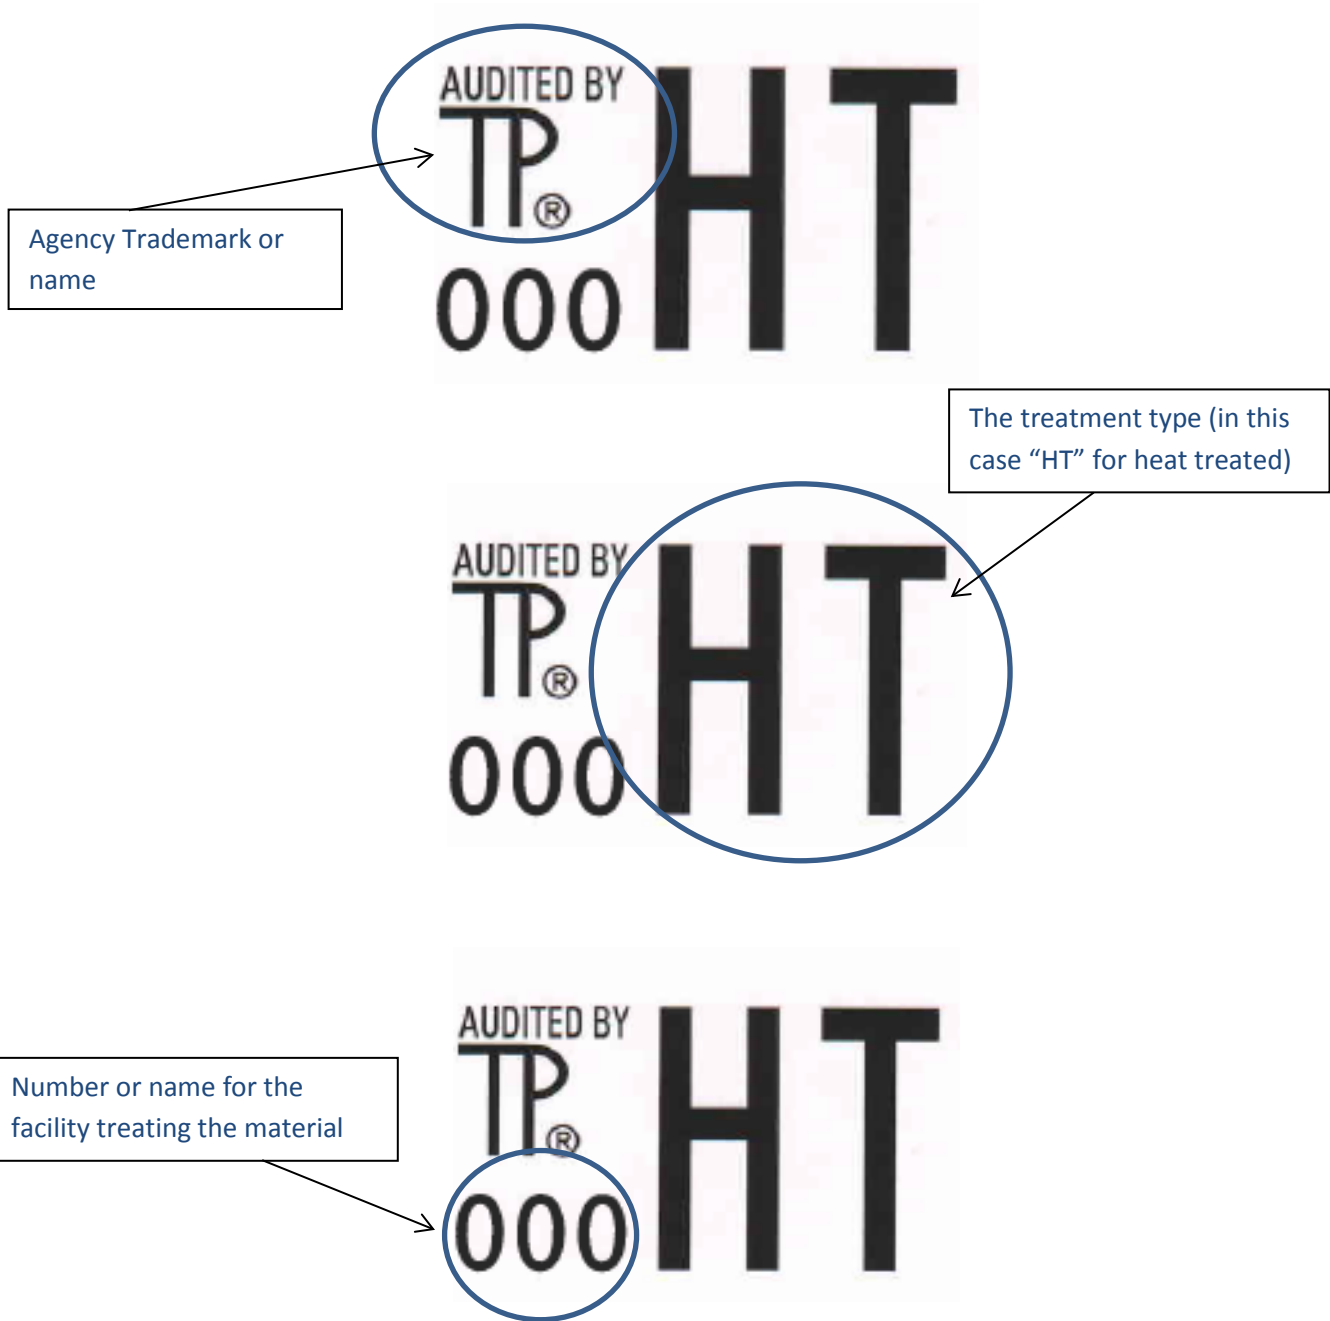 AUDITED BY
TP®
000
HT
Agency Trademark or
name
The treatment type (in this
case “HT” for heat treated)
AUDITED BY
TP®
000
HT
AUDITED BY
TP®
000
HT
Number or name for the
facility treating the material